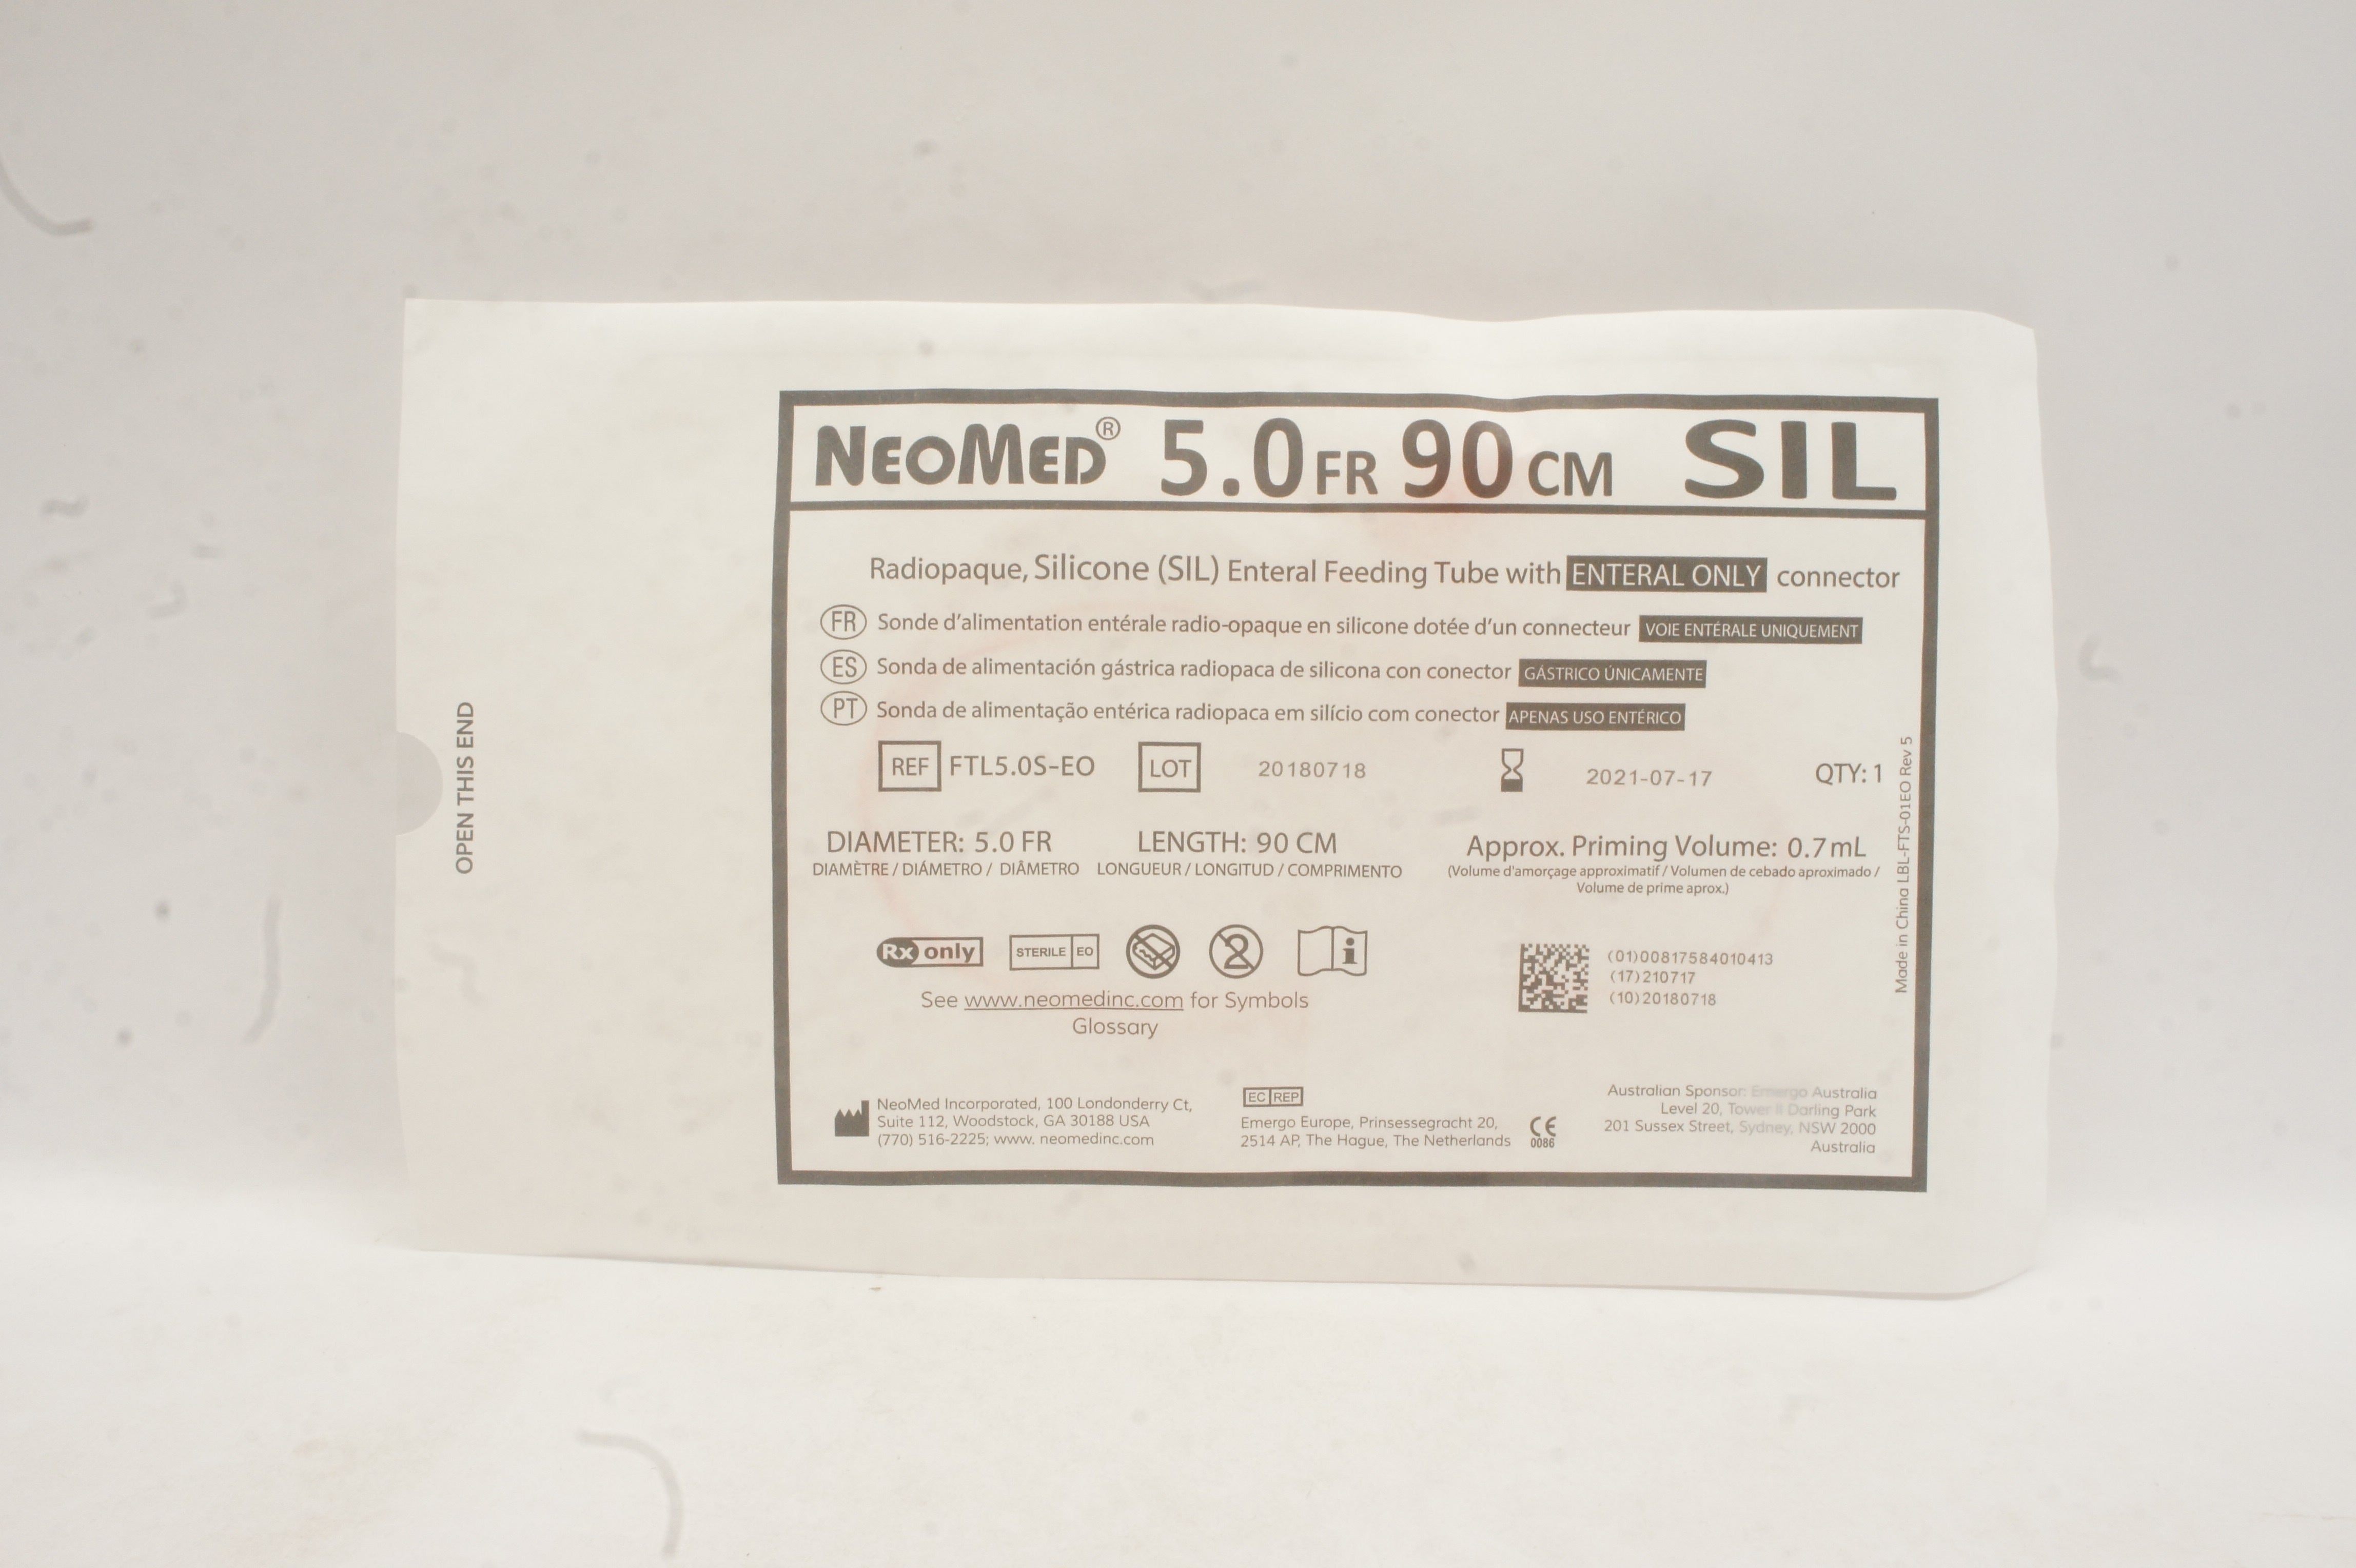 OPEN THIS END
NEOMED® 5.0 FR 90 CM SIL
Radiopaque, Silicone (SIL) Enteral Feeding Tube with ENTERAL ONLY connector
FR Sonde d'alimentation entérale radio-opaque en silicone dotée d'un connecteur VOIE ENTÉRALE UNIQUEMENT
ES Sonda de alimentación gástrica radiopaca de silicona con conector GÁSTRICO ÚNICAMENTE
PT Sonda de alimentação entérica radiopaca em silício com conector APENAS USO ENTÉRICO
REF FTL5.0S-EO LOT 20180718 2021-07-17 QTY: 1
DIAMETER: 5.0 FR LENGTH: 90 CM Approx. Priming Volume: 0.7 mL
DIAMÈTRE / DIÁMETRO / DIÂMETRO LONGUEUR / LONGITUD / COMPRIMENTO (Volume d'amorçage approximatif / Volumen de cebado aproximado /
Volume de prime aprox.)
Made in China LBL-FTS-01EO Rev 5
Rx only STERILE EO 2 i
See www.neomedinc.com for Symbols
Glossary
(01)00817584010413
(17)210717
(10)20180718
NeoMed Incorporated, 100 Londonderry Ct,
Suite 112, Woodstock, GA 30188 USA
(770) 516-2225; www. neomedinc.com
EC REP
Emergo Europe, Prinsessegracht 20,
2514 AP, The Hague, The Netherlands
CE
0086
Australian Sponsor: Emergo Australia
Level 20, Tower II Darling Park
201 Sussex Street, Sydney, NSW 2000
Australia